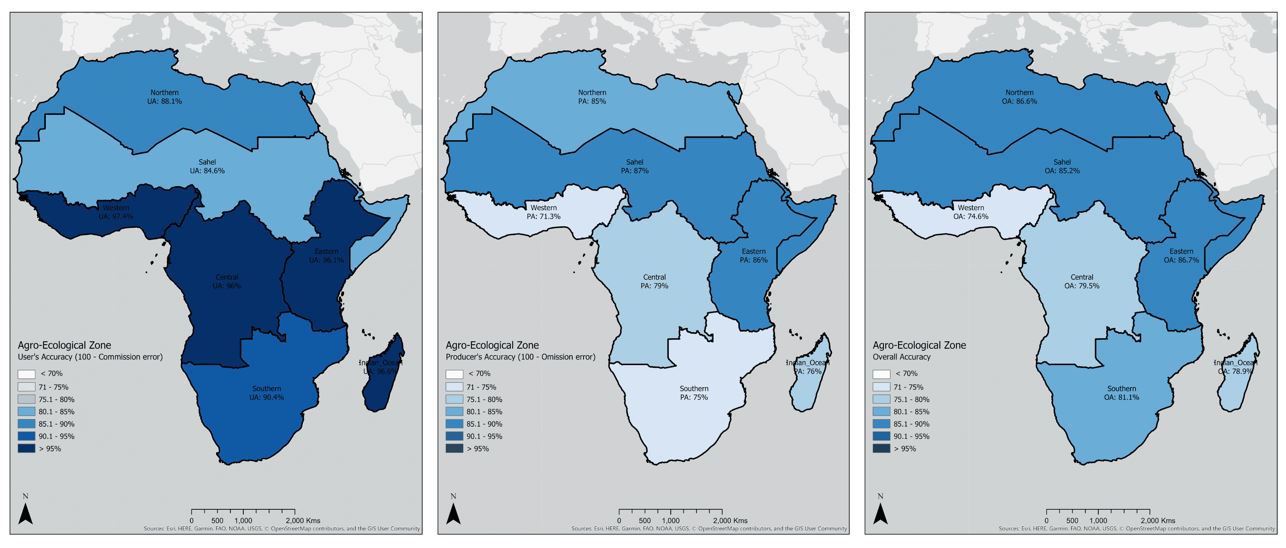 Northern
UA: 88.1%
Sahel
UA: 84.6%
Western
UA: 97.4%
Eastern
UA: 96.1%
Central
UA: 96%
Southern
UA: 90.4%
Indian_Ocean
Agro-Ecological Zone
User's Accuracy (100 - Commission error)
< 70%
71 - 75%
75.1 - 80%
80.1 - 85%
85.1 - 90%
90.1 - 95%
> 95%
N
0 500 1,000 2,000 Kms
Sources: Esri, HERE, Garmin, FAO, NOAA, USGS, © OpenStreetMap contributors, and the GIS User Community
Northern
PA: 85%
Sahel
PA: 87%
Western
PA: 71.3%
Eastern
PA: 86%
Central
PA: 79%
Southern
PA: 75%
Indian_Ocean
PA: 76%
Agro-Ecological Zone
Producer's Accuracy (100 - Omission error)
< 70%
71 - 75%
75.1 - 80%
80.1 - 85%
85.1 - 90%
90.1 - 95%
> 95%
N
0 500 1,000 2,000 Kms
Sources: Esri, HERE, Garmin, FAO, NOAA, USGS, © OpenStreetMap contributors, and the GIS User Community
Northern
OA: 86.6%
Sahel
OA: 85.2%
Western
OA: 74.6%
Eastern
OA: 86.7%
Central
OA: 79.5%
Southern
OA: 81.1%
Indian_Ocean
OA: 78.9%
Agro-Ecological Zone
Overall Accuracy
< 70%
71 - 75%
75.1 - 80%
80.1 - 85%
85.1 - 90%
90.1 - 95%
> 95%
N
0 500 1,000 2,000 Kms
Sources: Esri, HERE, Garmin, FAO, NOAA, USGS, © OpenStreetMap contributors, and the GIS User Community